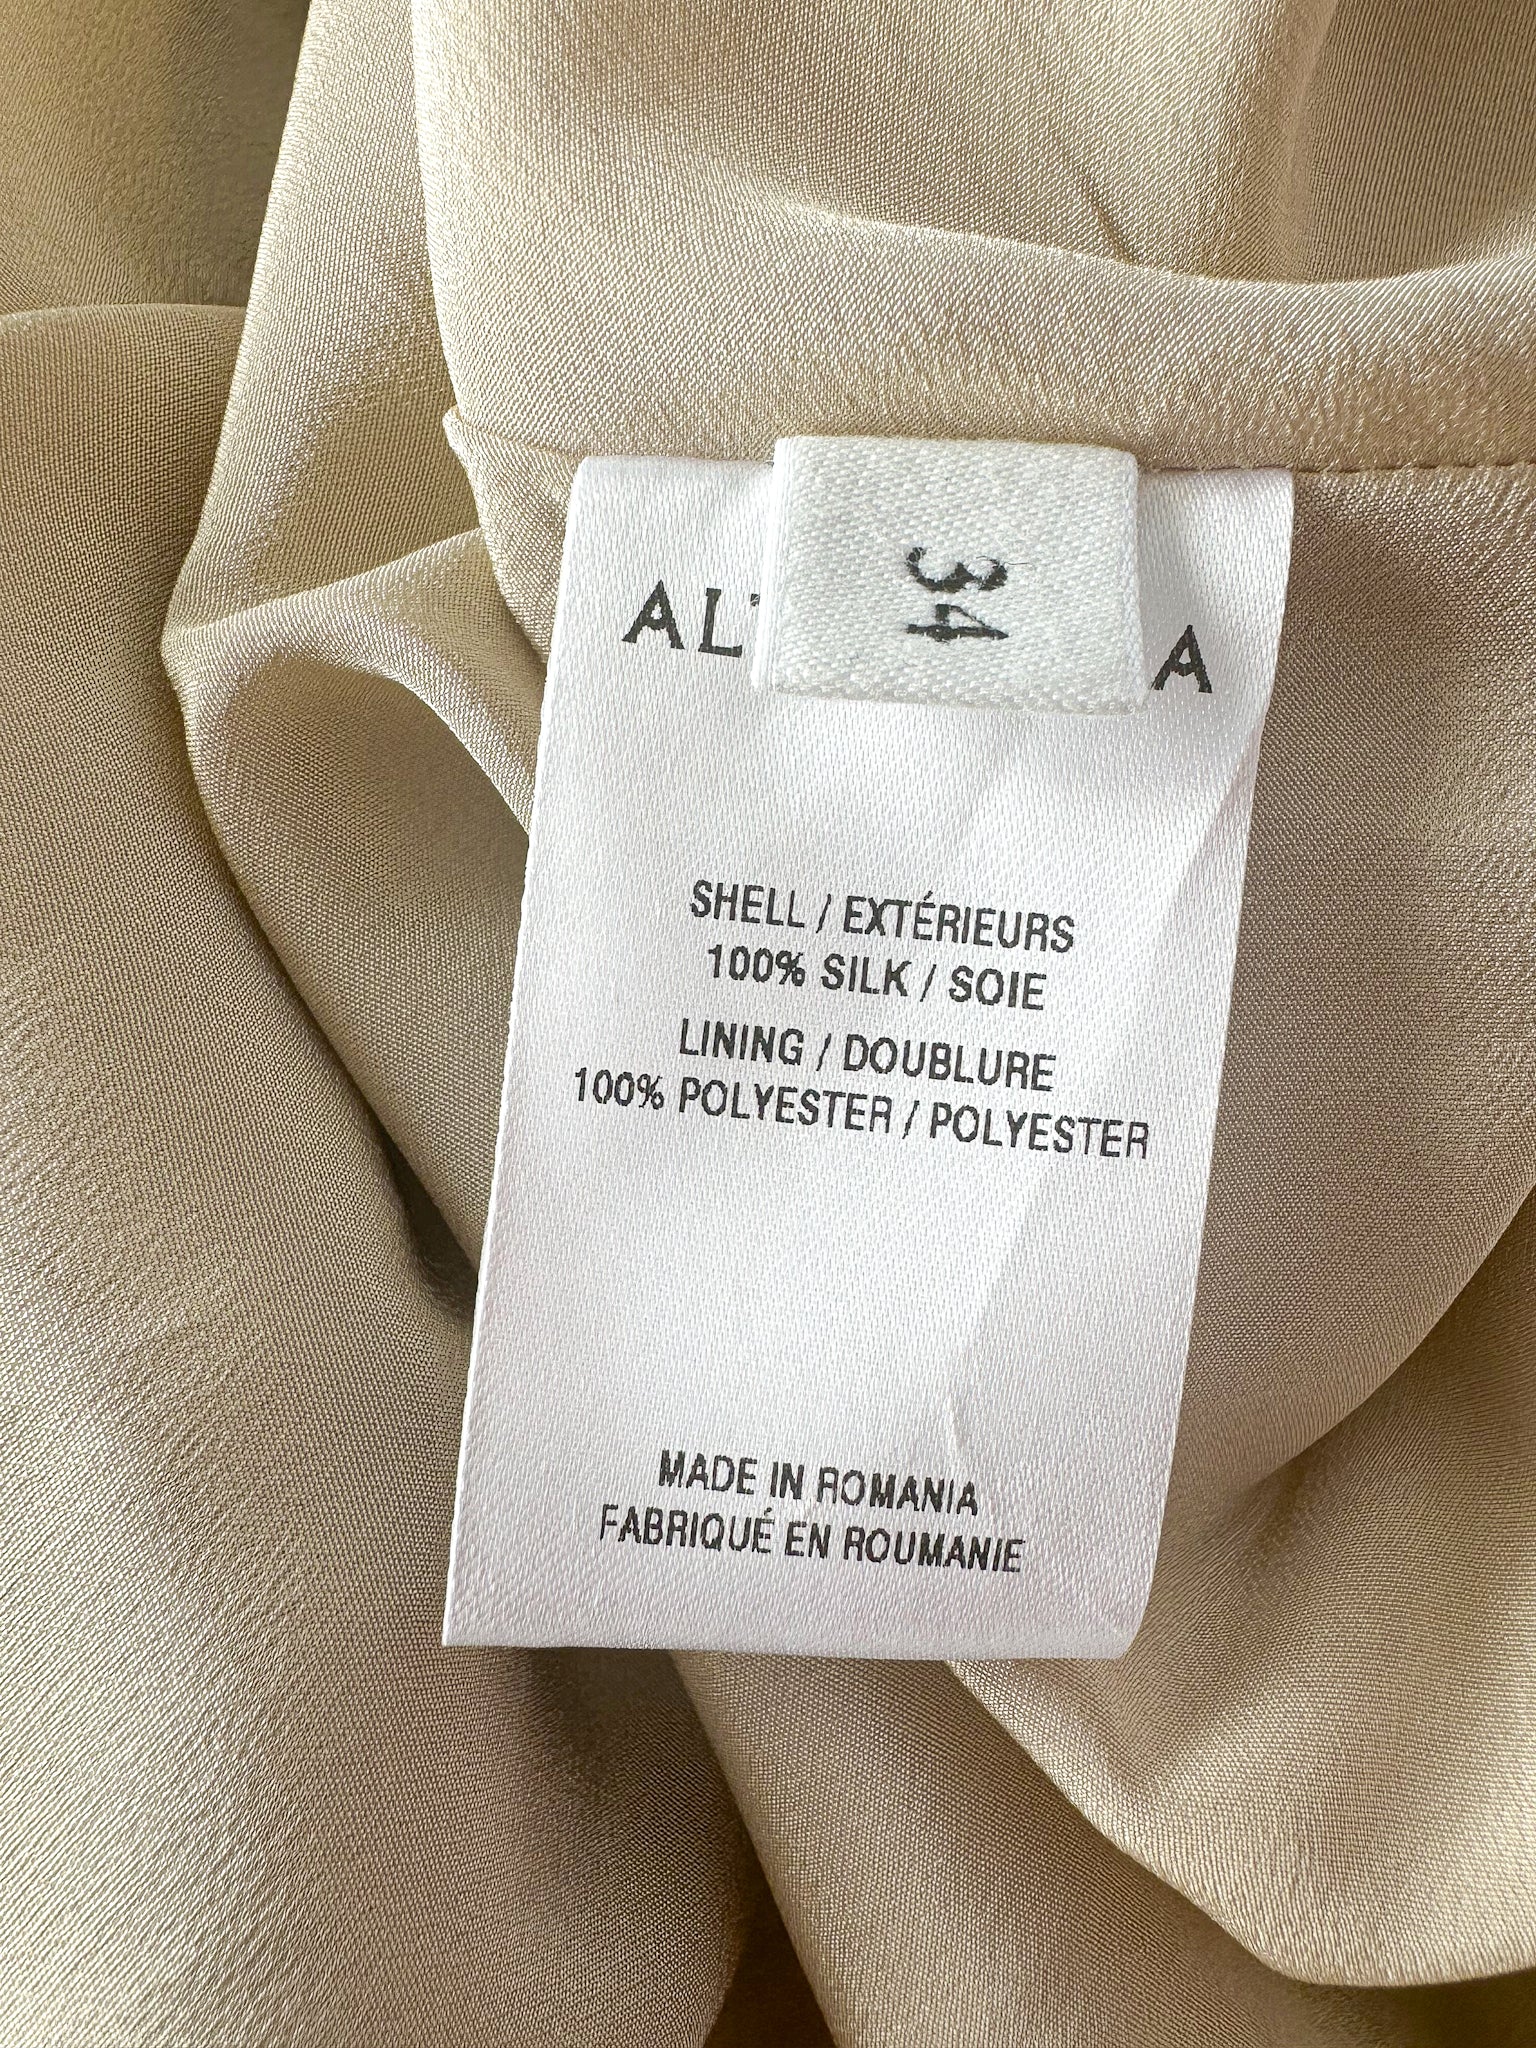 34
SHELL / EXTÉRIEURS
100% SILK / SOIE
LINING / DOUBLURE
100% POLYESTER / POLYESTER
MADE IN ROMANIA
FABRIQUÉ EN ROUMANIE